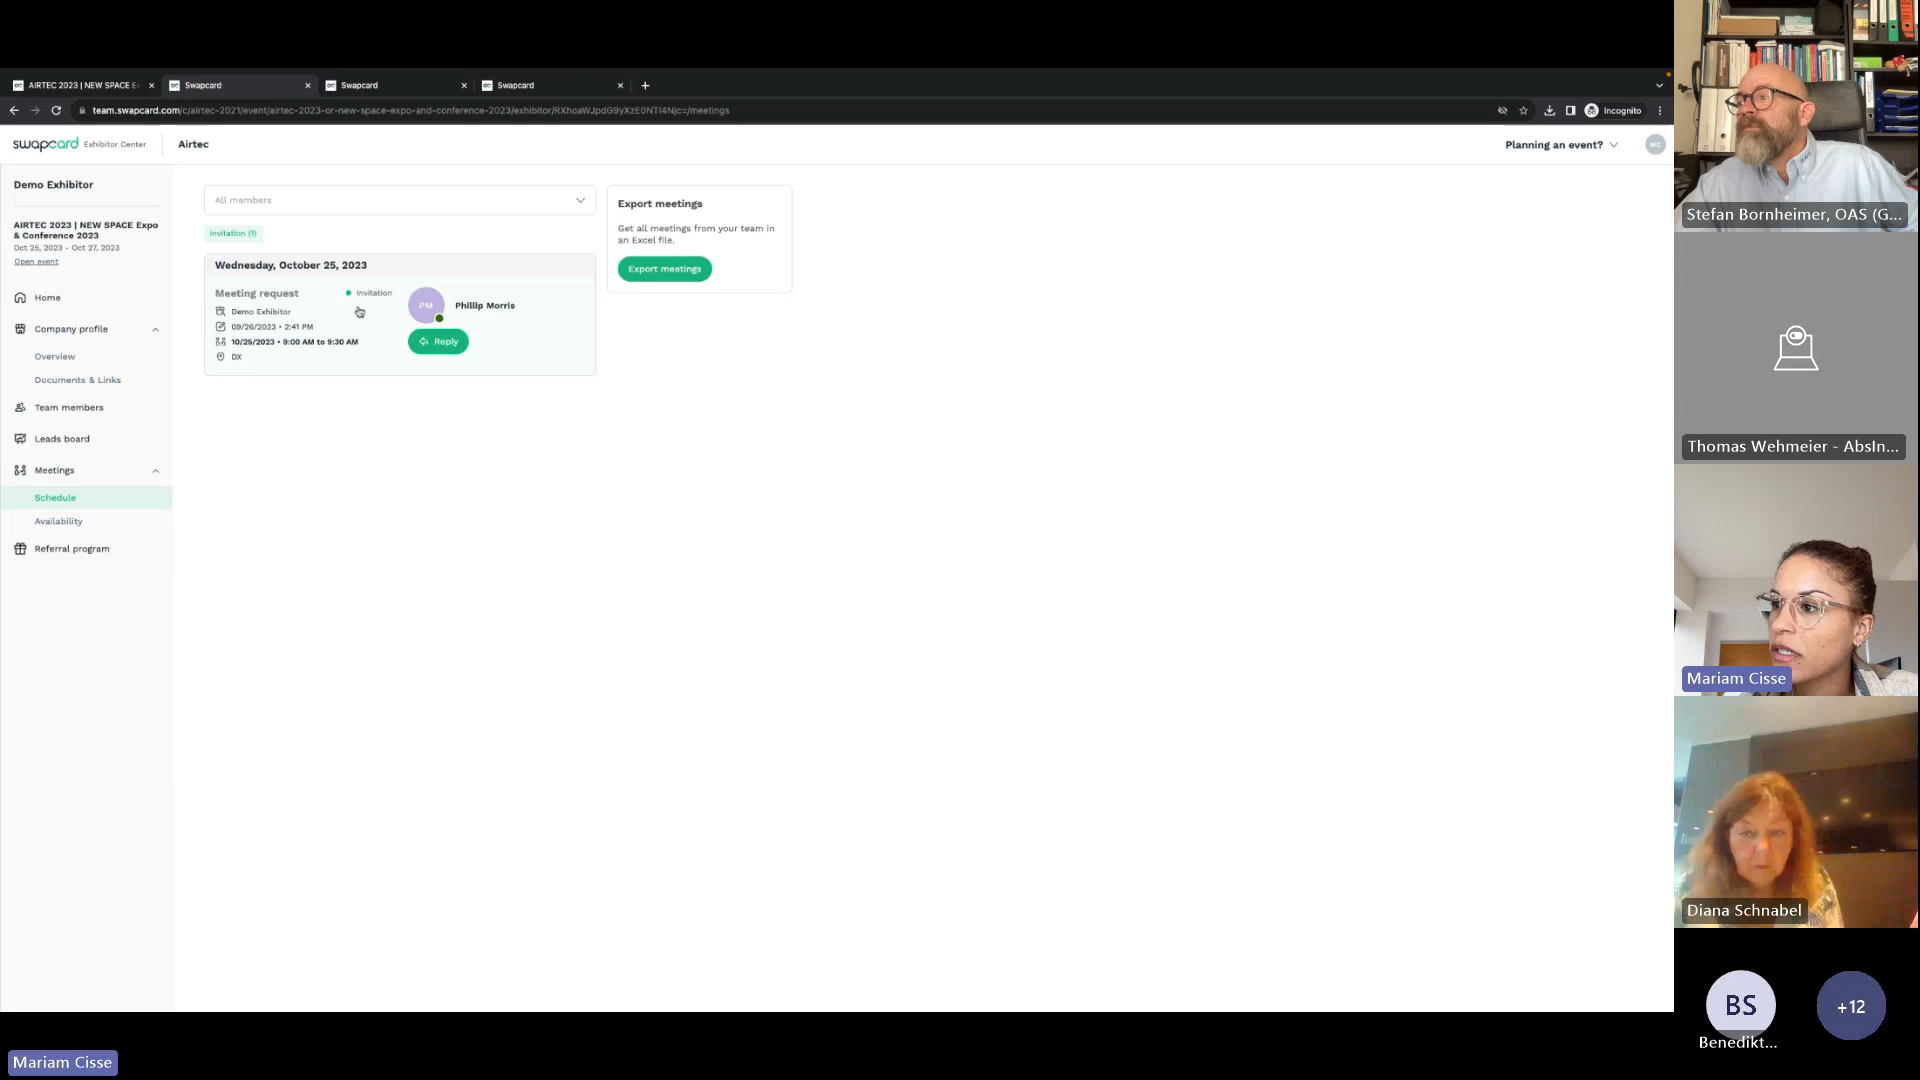 AIRTEC 2023 | NEW SPACE E
Swapcard
Swapcard
Swapcard
team.swapcard.com/c/airtec-2021/event/airtec-2023-or-new-space-expo-and-conference-2023/exhibitor/RXhoaWJpdG9yXzE0NTI4Njc=/meetings
Incognito
swapcard Exhibitor Center
Airtec
Planning an event?
MC
Demo Exhibitor
AIRTEC 2023 | NEW SPACE Expo
& Conference 2023
Oct 25, 2023 - Oct 27, 2023
Open event
Home
Company profile
Overview
Documents & Links
Team members
Leads board
Meetings
Schedule
Availability
Referral program
All members
Invitation (1)
Wednesday, October 25, 2023
Meeting request
Invitation
Demo Exhibitor
09/26/2023 • 2:41 PM
10/25/2023 • 9:00 AM to 9:30 AM
DX
PM
Phillip Morris
Reply
Export meetings
Get all meetings from your team in
an Excel file.
Export meetings
Stefan Bornheimer, OAS (G...
Thomas Wehmeier - AbsIn...
Mariam Cisse
Diana Schnabel
BS
Benedikt...
+12
Mariam Cisse